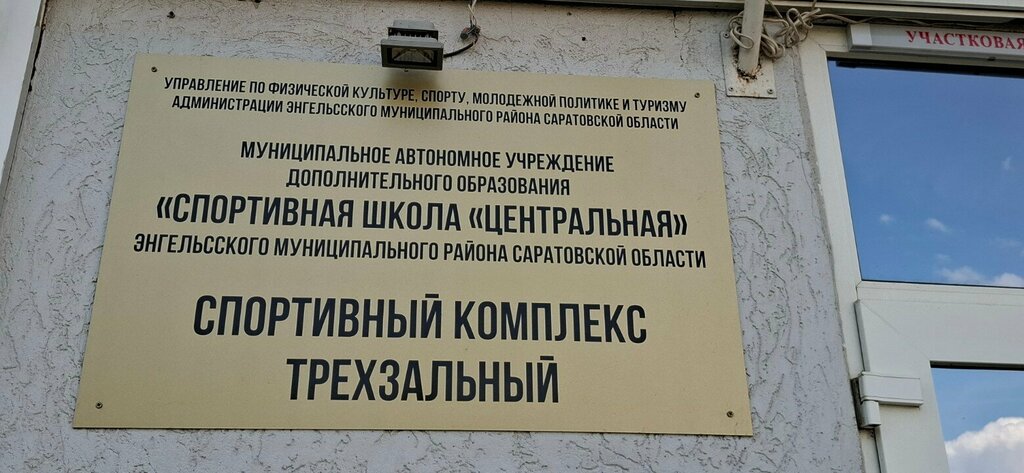 УПРАВЛЕНИЕ ПО ФИЗИЧЕСКОЙ КУЛЬТУРЕ, СПОРТУ, МОЛОДЕЖНОЙ ПОЛИТИКЕ И ТУРИЗМУ
АДМИНИСТРАЦИИ ЭНГЕЛЬССКОГО МУНИЦИПАЛЬНОГО РАЙОНА САРАТОВСКОЙ ОБЛАСТИ
МУНИЦИПАЛЬНОЕ АВТОНОМНОЕ УЧРЕЖДЕНИЕ
ДОПОЛНИТЕЛЬНОГО ОБРАЗОВАНИЯ
«СПОРТИВНАЯ ШКОЛА «ЦЕНТРАЛЬНАЯ»
ЭНГЕЛЬССКОГО МУНИЦИПАЛЬНОГО РАЙОНА САРАТОВСКОЙ ОБЛАСТИ
СПОРТИВНЫЙ КОМПЛЕКС
ТРЕХЗАЛЬНЫЙ
УЧАСТКОВАЯ